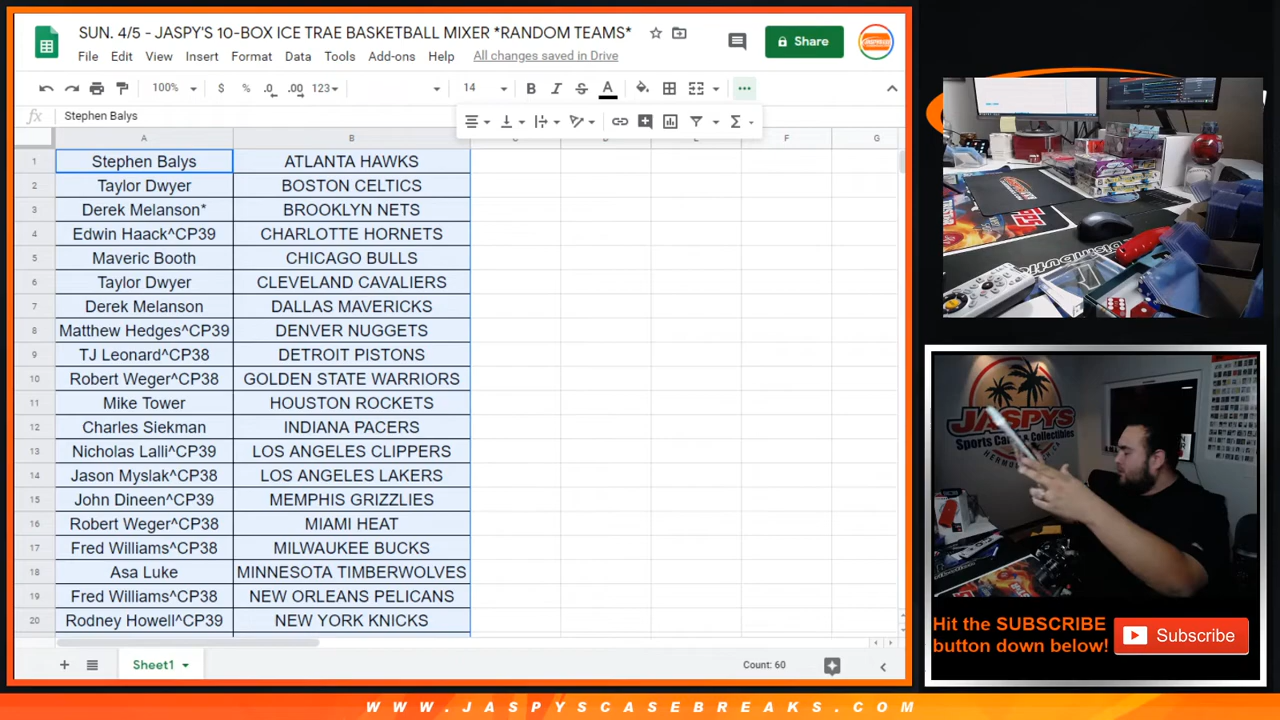 SUN. 4/5 - JASPY'S 10-BOX ICE TRAE BASKETBALL MIXER *RANDOM TEAMS*
File Edit View Insert Format Data Tools Add-ons Help All changes saved in Drive
Share
100% $ % .0 .00 123 14 B I S A
fx Stephen Balys
A B C D E F G
1 Stephen Balys ATLANTA HAWKS
2 Taylor Dwyer BOSTON CELTICS
3 Derek Melanson* BROOKLYN NETS
4 Edwin Haack^CP39 CHARLOTTE HORNETS
5 Maveric Booth CHICAGO BULLS
6 Taylor Dwyer CLEVELAND CAVALIERS
7 Derek Melanson DALLAS MAVERICKS
8 Matthew Hedges^CP39 DENVER NUGGETS
9 TJ Leonard^CP38 DETROIT PISTONS
10 Robert Weger^CP38 GOLDEN STATE WARRIORS
11 Mike Tower HOUSTON ROCKETS
12 Charles Siekman INDIANA PACERS
13 Nicholas Lalli^CP39 LOS ANGELES CLIPPERS
14 Jason Myslak^CP38 LOS ANGELES LAKERS
15 John Dineen^CP39 MEMPHIS GRIZZLIES
16 Robert Weger^CP38 MIAMI HEAT
17 Fred Williams^CP38 MILWAUKEE BUCKS
18 Asa Luke MINNESOTA TIMBERWOLVES
19 Fred Williams^CP38 NEW ORLEANS PELICANS
20 Rodney Howell^CP39 NEW YORK KNICKS
Sheet1
Count: 60
JASPYS
Sports Cards & Collectibles
Hit the SUBSCRIBE
button down below!
Subscribe
WWW.JASPYSCASEBREAKS.COM